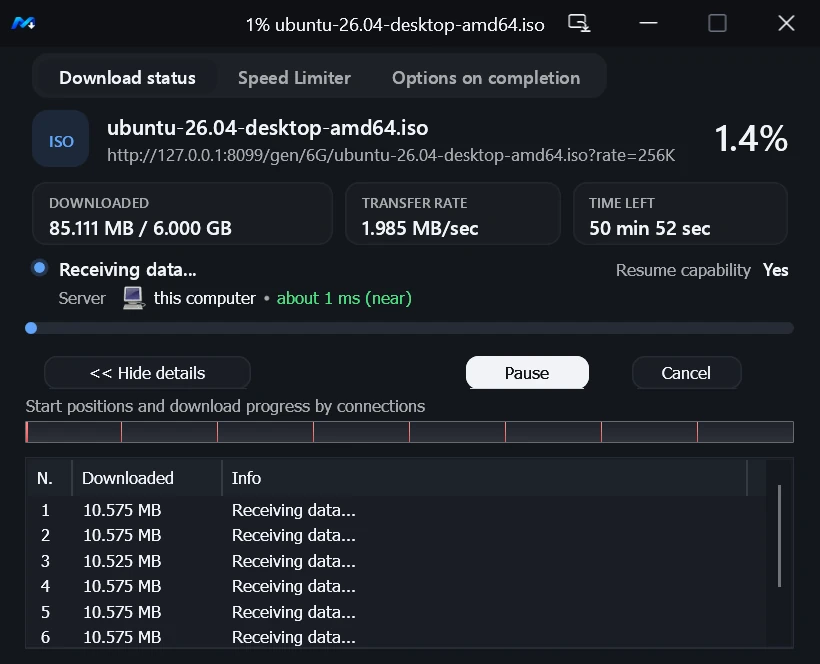 1% ubuntu-26.04-desktop-amd64.iso
Download status Speed Limiter Options on completion
ISO
ubuntu-26.04-desktop-amd64.iso
http://127.0.0.1:8099/gen/6G/ubuntu-26.04-desktop-amd64.iso?rate=256K
1.4%
DOWNLOADED
85.111 MB / 6.000 GB
TRANSFER RATE
1.985 MB/sec
TIME LEFT
50 min 52 sec
Receiving data...
Resume capability Yes
Server this computer • about 1 ms (near)
<< Hide details Pause Cancel
Start positions and download progress by connections
N. Downloaded Info
1 10.575 MB Receiving data...
2 10.575 MB Receiving data...
3 10.525 MB Receiving data...
4 10.575 MB Receiving data...
5 10.575 MB Receiving data...
6 10.575 MB Receiving data...